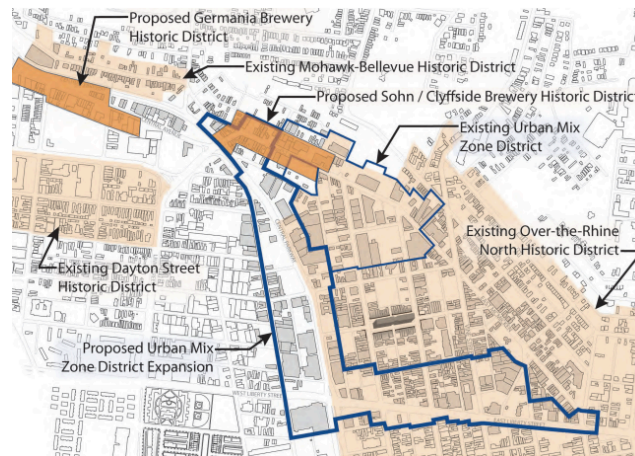 Proposed Germania Brewery
Historic District
Existing Mohawk-Bellevue Historic District
Proposed Sohn / Clyffside Brewery Historic District
Existing Urban Mix
Zone District
Existing Over-the-Rhine
North Historic District
Existing Dayton Street
Historic District
Proposed Urban Mix
Zone District Expansion
WEST LIBERTY STREET